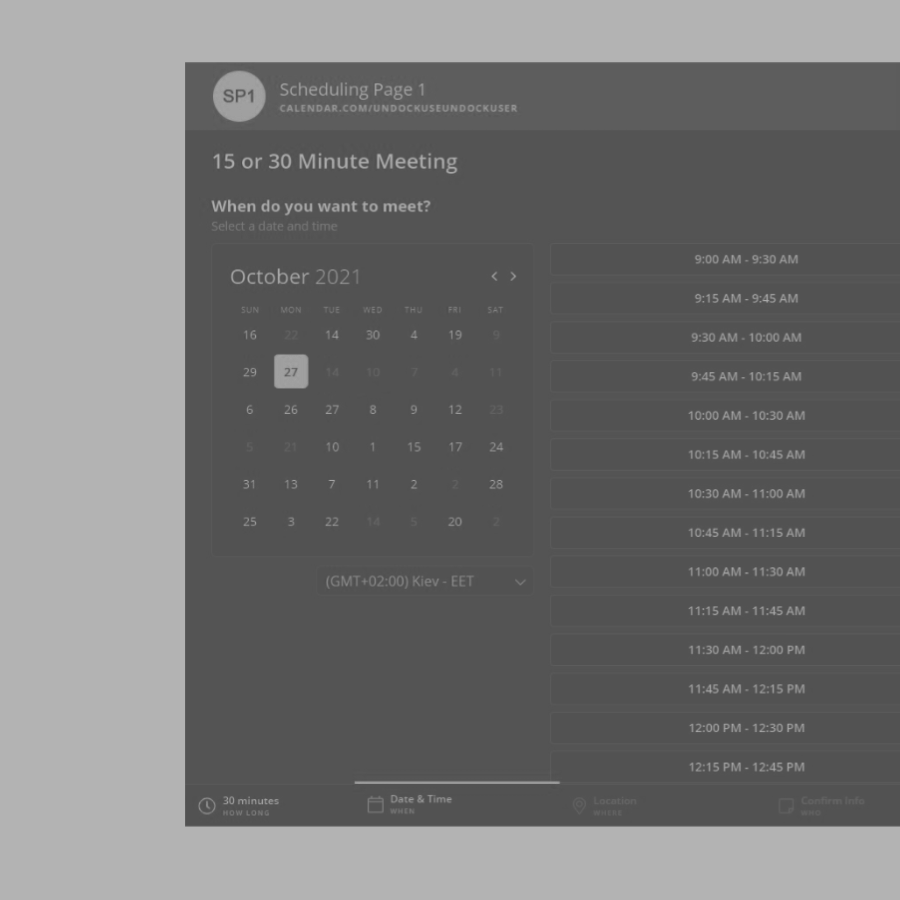 SP1
Scheduling Page 1
CALENDAR.COM/UNDOCKUSEUNDOCKUSER
15 or 30 Minute Meeting
When do you want to meet?
Select a date and time
October 2021
SUN MON TUE WED THU FRI SAT
16 22 14 30 4 19 9
29 27 14 10 7 4 11
6 26 27 8 9 12 23
5 21 10 1 15 17 24
31 13 7 11 2 2 28
25 3 22 14 5 20 2
(GMT+02:00) Kiev - EET
9:00 AM - 9:30 AM
9:15 AM - 9:45 AM
9:30 AM - 10:00 AM
9:45 AM - 10:15 AM
10:00 AM - 10:30 AM
10:15 AM - 10:45 AM
10:30 AM - 11:00 AM
10:45 AM - 11:15 AM
11:00 AM - 11:30 AM
11:15 AM - 11:45 AM
11:30 AM - 12:00 PM
11:45 AM - 12:15 PM
12:00 PM - 12:30 PM
12:15 PM - 12:45 PM
30 minutes
HOW LONG
Date & Time
WHEN
Location
WHERE
Confirm Info
WHO